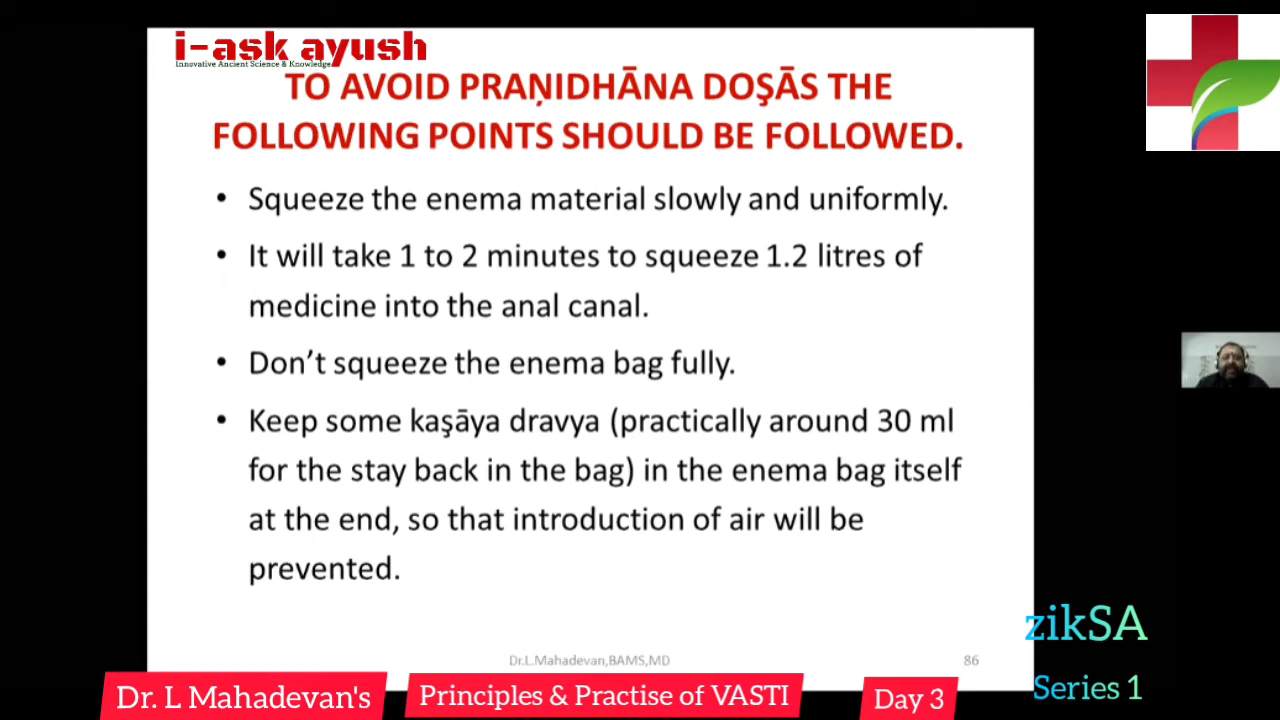 i-ask ayush
Innovative Ancient Science & Knowledge
TO AVOID PRAṆIDHĀNA DOŞĀS THE
FOLLOWING POINTS SHOULD BE FOLLOWED.
• Squeeze the enema material slowly and uniformly.
• It will take 1 to 2 minutes to squeeze 1.2 litres of
medicine into the anal canal.
• Don’t squeeze the enema bag fully.
• Keep some kaşāya dravya (practically around 30 ml
for the stay back in the bag) in the enema bag itself
at the end, so that introduction of air will be
prevented.
Dr.L.Mahadevan,BAMS,MD
86
zikSA
Series 1
Dr. L Mahadevan's
Principles & Practise of VASTI
Day 3